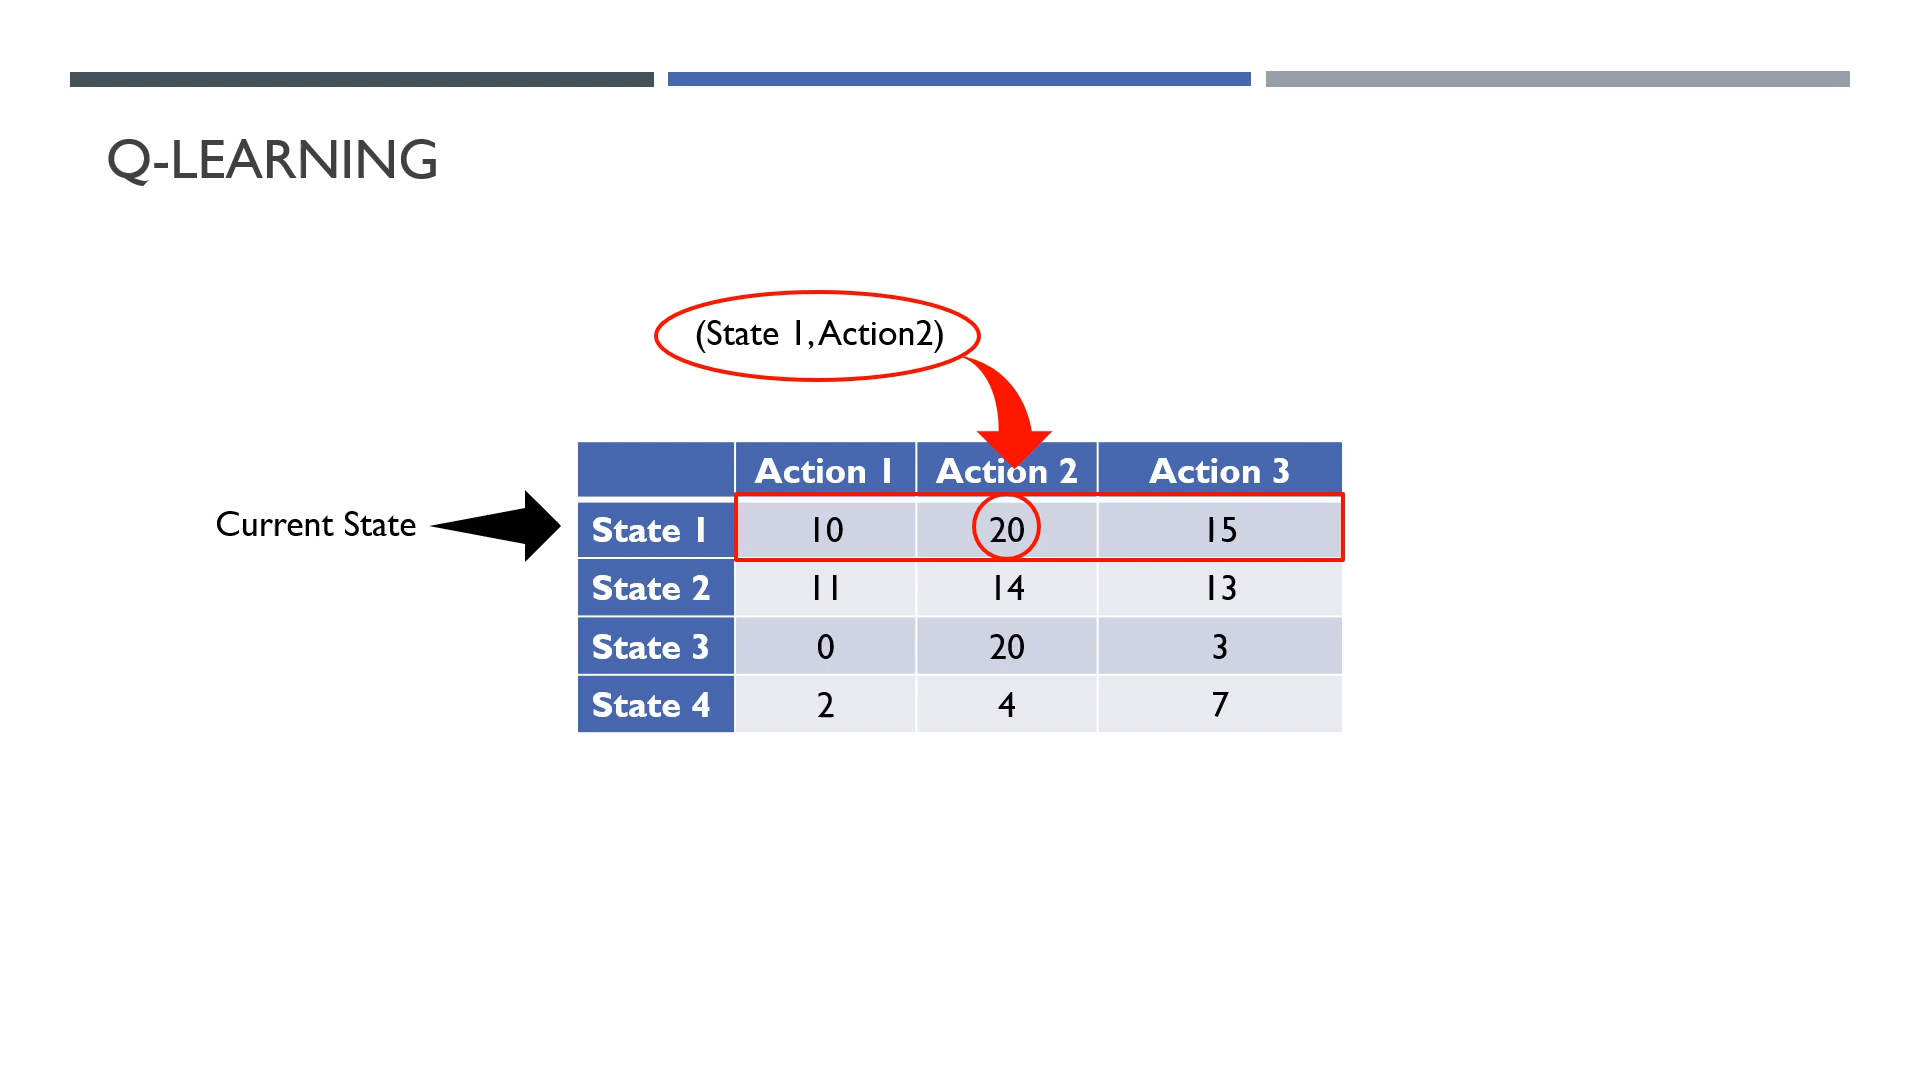 Q-LEARNING
(State 1, Action2)
Action 1 Action 2 Action 3
Current State
State 1 10 20 15
State 2 11 14 13
State 3 0 20 3
State 4 2 4 7